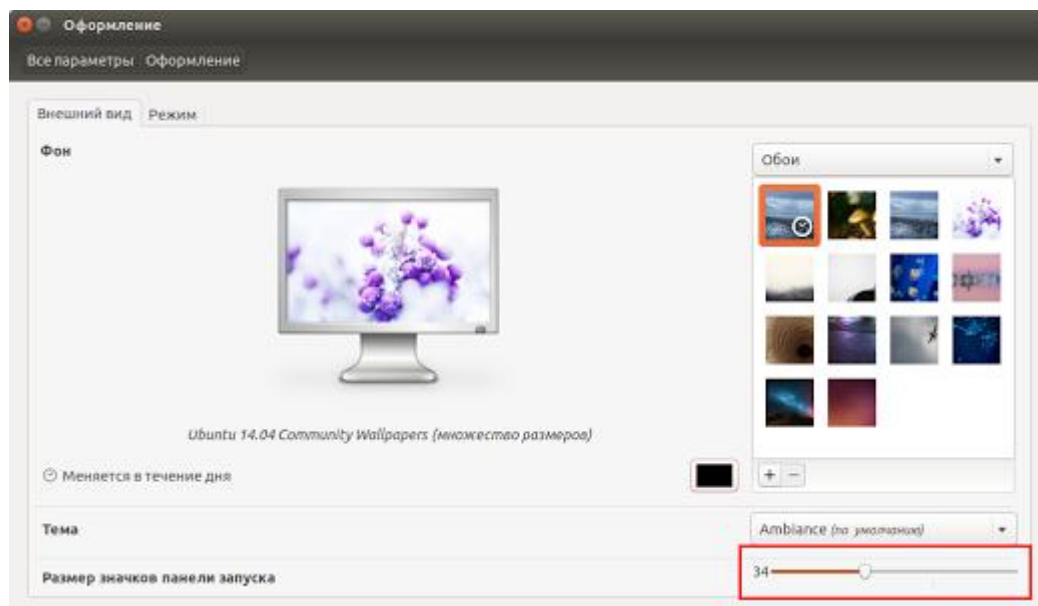 Оформление
Все параметры Оформление
Внешний вид Режим
Фон
Обои
Ubuntu 14.04 Community Wallpapers (множество размеров)
Меняется в течение дня
+ −
Тема
Ambiance (по умолчанию)
Размер значков панели запуска
34